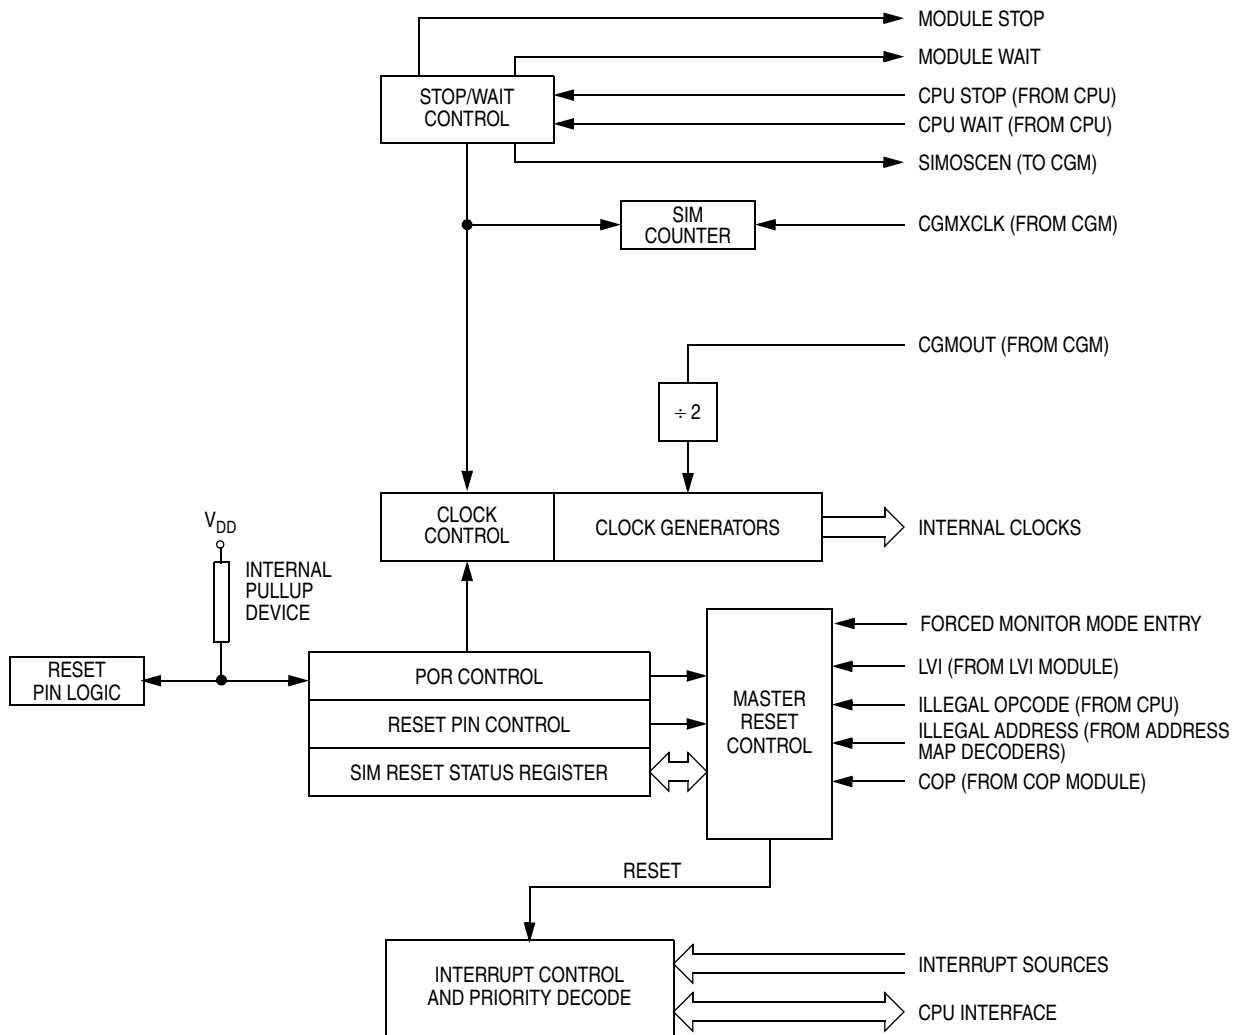 MODULE STOP
MODULE WAIT
STOP/WAIT
CONTROL
CPU STOP (FROM CPU)
CPU WAIT (FROM CPU)
SIMOSCEN (TO CGM)
SIM
COUNTER
CGMXCLK (FROM CGM)
CGMOUT (FROM CGM)
÷ 2
CLOCK
CONTROL
CLOCK GENERATORS
INTERNAL CLOCKS
VDD
INTERNAL
PULLUP
DEVICE
FORCED MONITOR MODE ENTRY
RESET
PIN LOGIC
POR CONTROL
RESET PIN CONTROL
SIM RESET STATUS REGISTER
MASTER
RESET
CONTROL
LVI (FROM LVI MODULE)
ILLEGAL OPCODE (FROM CPU)
ILLEGAL ADDRESS (FROM ADDRESS
MAP DECODERS)
COP (FROM COP MODULE)
RESET
INTERRUPT CONTROL
AND PRIORITY DECODE
INTERRUPT SOURCES
CPU INTERFACE